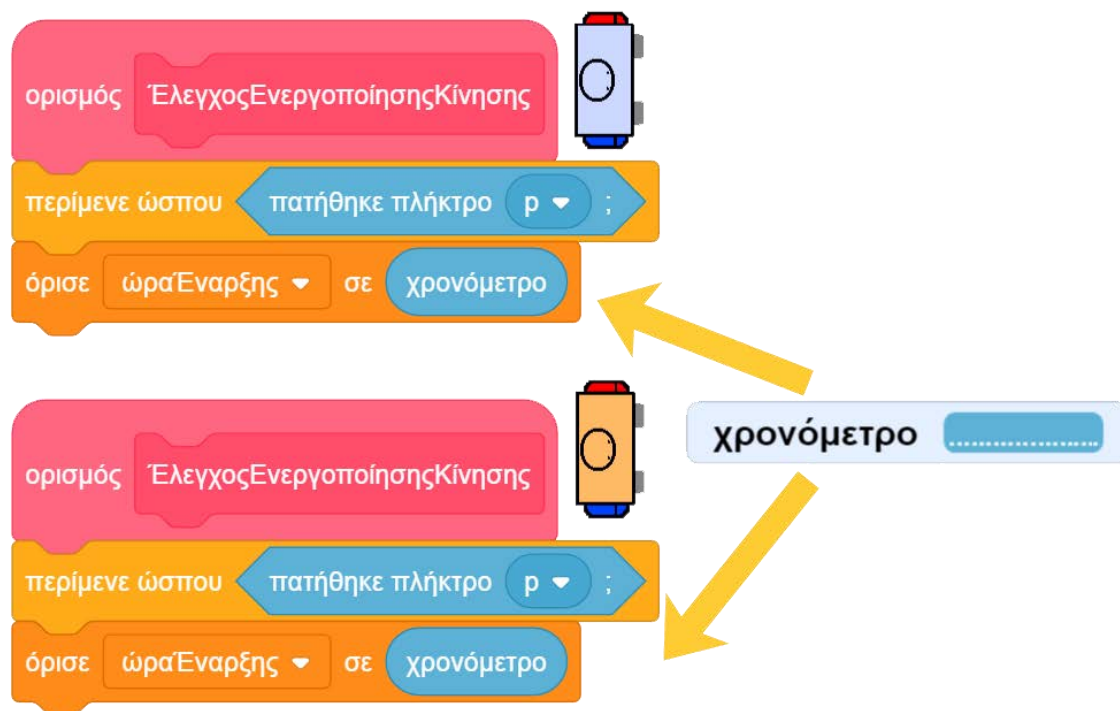 ορισμός ΈλεγχοςΕνεργοποίησηςΚίνησης
περίμενε ώσπου πατήθηκε πλήκτρο p ;
όρισε ώραΈναρξης σε χρονόμετρο
χρονόμετρο ......................
ορισμός ΈλεγχοςΕνεργοποίησηςΚίνησης
περίμενε ώσπου πατήθηκε πλήκτρο p ;
όρισε ώραΈναρξης σε χρονόμετρο